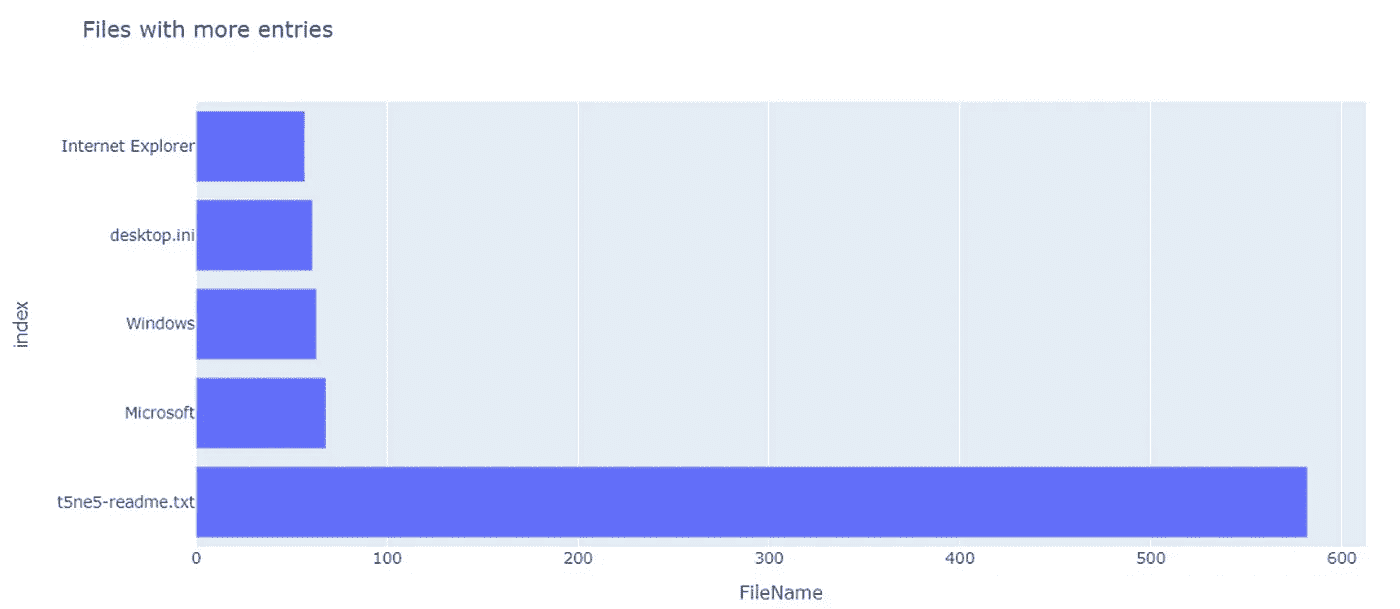 Files with more entries
Internet Explorer
desktop.ini
Windows
Microsoft
t5ne5-readme.txt
index
0 100 200 300 400 500 600
FileName